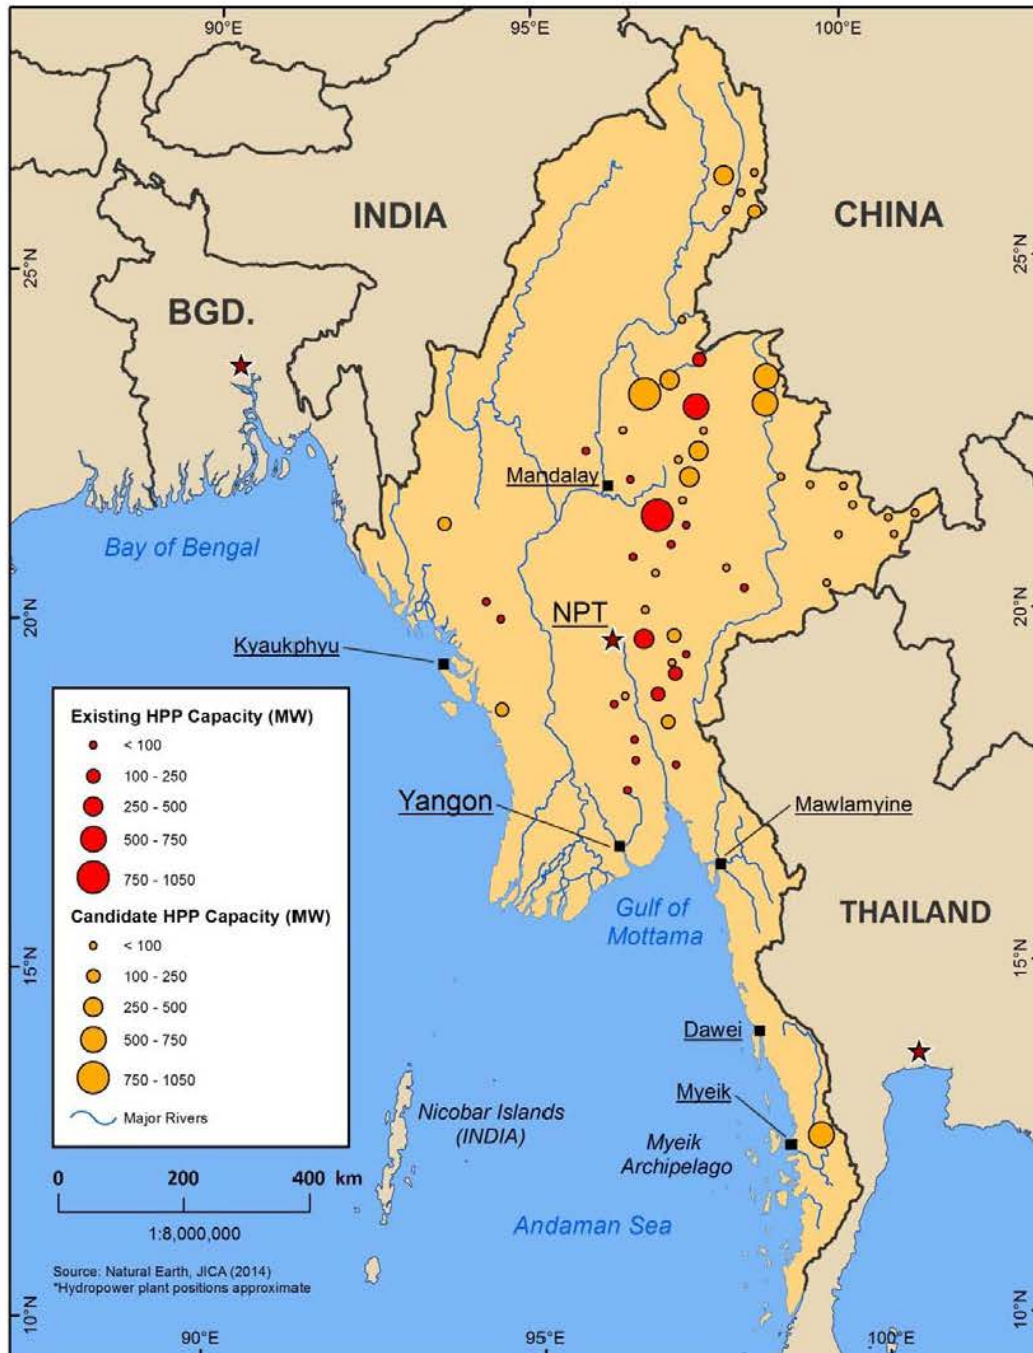 90°E
95°E
100°E
INDIA
CHINA
25°N
25°N
BGD.
Mandalay
Bay of Bengal
20°N
20°N
NPT
Kyaukphyu
Existing HPP Capacity (MW)
< 100
100 - 250
250 - 500
500 - 750
750 - 1050
Candidate HPP Capacity (MW)
< 100
100 - 250
250 - 500
500 - 750
750 - 1050
Major Rivers
Yangon
Mawlamyine
Gulf of
Mottama
THAILAND
15°N
15°N
Dawei
Myeik
Nicobar Islands
(INDIA)
Myeik
Archipelago
0 200 400 km
1:8,000,000
Andaman Sea
Source: Natural Earth, JICA (2014)
*Hydropower plant positions approximate
10°N
10°N
90°E
95°E
100°E